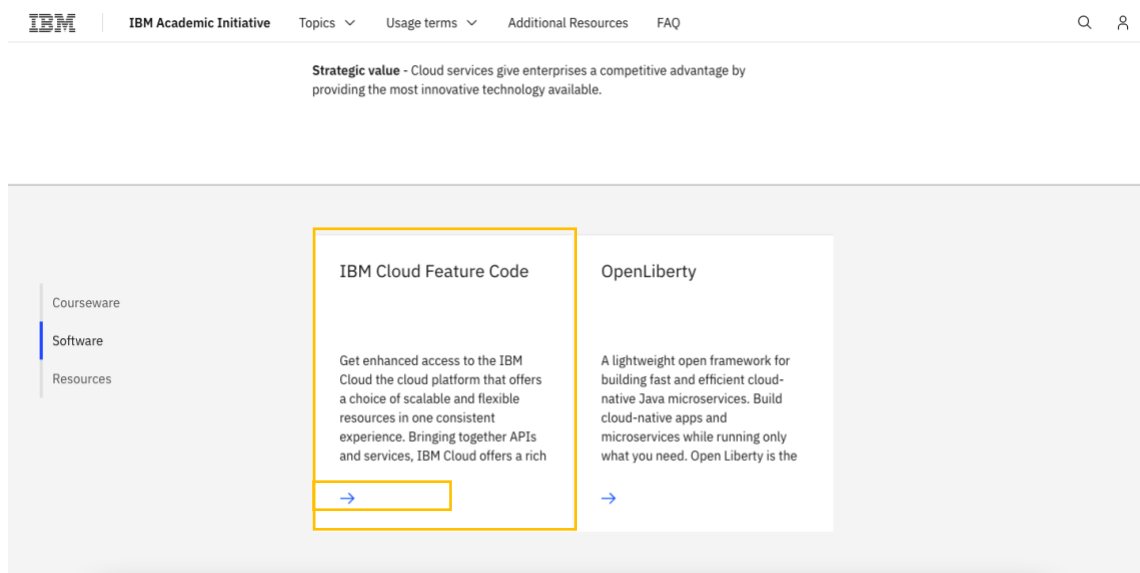 IBM IBM Academic Initiative Topics Usage terms Additional Resources FAQ
Strategic value - Cloud services give enterprises a competitive advantage by
providing the most innovative technology available.
Courseware
Software
Resources
IBM Cloud Feature Code
Get enhanced access to the IBM
Cloud the cloud platform that offers
a choice of scalable and flexible
resources in one consistent
experience. Bringing together APIs
and services, IBM Cloud offers a rich
OpenLiberty
A lightweight open framework for
building fast and efficient cloud-
native Java microservices. Build
cloud-native apps and
microservices while running only
what you need. Open Liberty is the